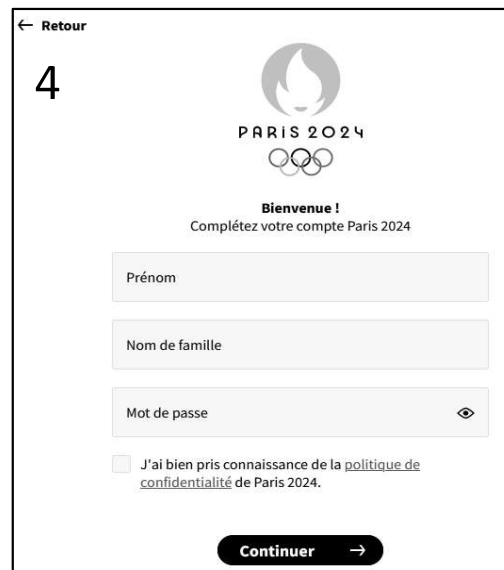 ← Retour
4
PARIS 2024
Bienvenue !
Complétez votre compte Paris 2024
Prénom
Nom de famille
Mot de passe
J'ai bien pris connaissance de la politique de
confidentialité de Paris 2024.
Continuer →